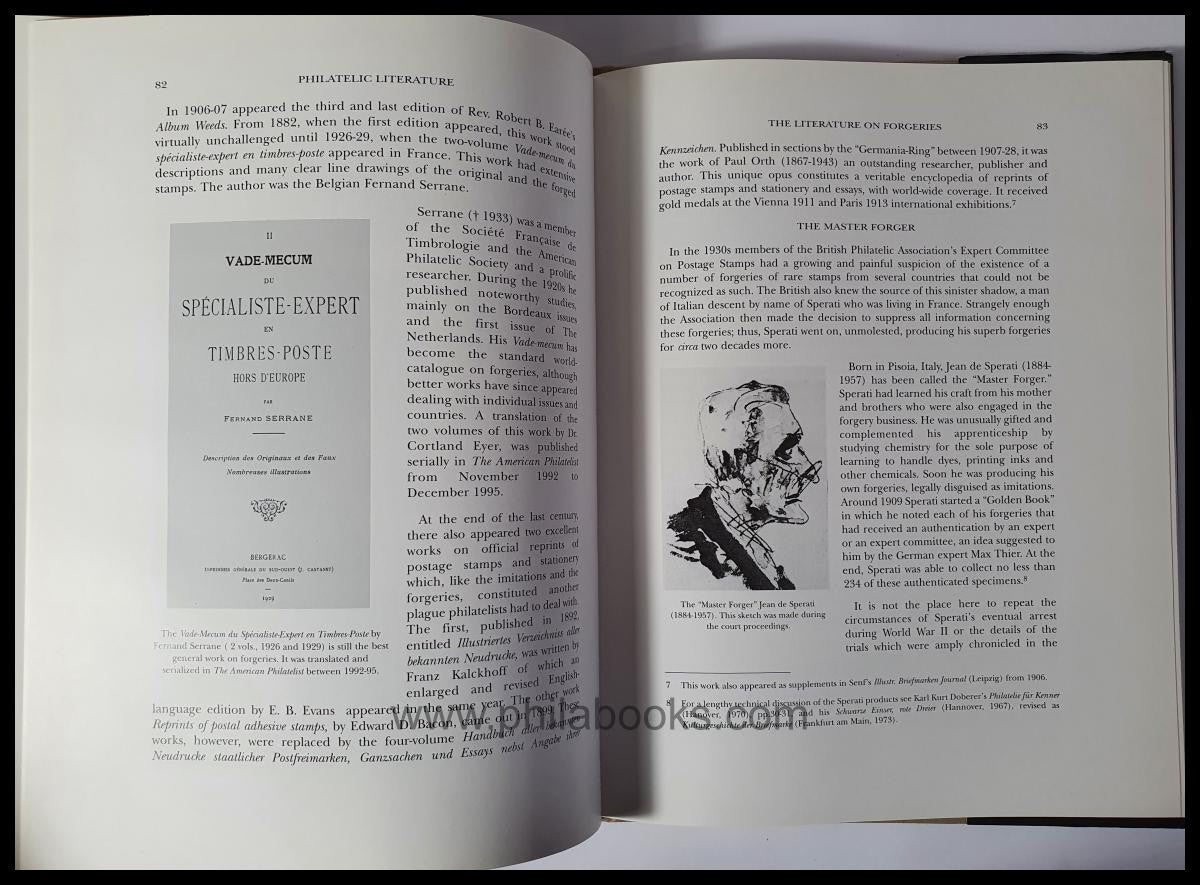 82
PHILATELIC LITERATURE
In 1906-07 appeared the third and last edition of Rev. Robert B. Earée's
Album Weeds. From 1882, when the first edition appeared, this work stood
virtually unchallenged until 1926-29, when the two-volume Vade-mecum du
spécialiste-expert en timbres-poste appeared in France. This work had extensive
descriptions and many clear line drawings of the original and the forged
stamps. The author was the Belgian Fernand Serrane.
II
VADE-MECUM
DU
SPÉCIALISTE-EXPERT
EN
TIMBRES-POSTE
HORS D'EUROPE
PAR
FERNAND SERRANE
Description des Originaux et des Faux
Nombreuses illustrations
BERGERAC
IMPRIMERIE GÉNÉRALE DU SUD-OUEST (J. CASTANET)
Place des Deux-Conils
1929
The Vade-Mecum du Spécialiste-Expert en Timbres-Poste by
Fernand Serrane ( 2 vols., 1926 and 1929) is still the best
general work on forgeries. It was translated and
serialized in The American Philatelist between 1992-95.
Serrane († 1933) was a member
of the Société Française de
Timbrologie and the American
Philatelic Society and a prolific
researcher. During the 1920s he
published noteworthy studies,
mainly on the Bordeaux issues
and the first issue of The
Netherlands. His Vade-mecum has
become the standard world-
catalogue on forgeries, although
better works have since appeared
dealing with individual issues and
countries. A translation of the
two volumes of this work by Dr.
Cortland Eyer, was published
serially in The American Philatelist
from November 1992 to
December 1995.
At the end of the last century,
there also appeared two excellent
works on official reprints of
postage stamps and stationery
which, like the imitations and the
forgeries, constituted another
plague philatelists had to deal with.
The first, published in 1892,
entitled Illustriertes Verzeichniss aller
bekannten Neudrucke, was written by
Franz Kalckhoff of which an
enlarged and revised English-
language edition by E. B. Evans appeared the same year. The other work
Reprints of postal adhesive stamps, by Edward D. Bacon, came out in 1899. They
works, however, were replaced by the four-volume Handbuch aller bekannten
Neudrucke staatlicher Postfreimarken, Ganzsachen und Essays nebst Angabe ihrer
THE LITERATURE ON FORGERIES
83
Kennzeichen. Published in sections by the "Germania-Ring" between 1907-28, it was
the work of Paul Orth (1867-1943) an outstanding researcher, publisher and
author. This unique opus constitutes a veritable encyclopedia of reprints of
postage stamps and stationery and essays, with world-wide coverage. It received
gold medals at the Vienna 1911 and Paris 1913 international exhibitions.7
THE MASTER FORGER
In the 1930s members of the British Philatelic Association's Expert Committee
on Postage Stamps had a growing and painful suspicion of the existence of a
number of forgeries of rare stamps from several countries that could not be
recognized as such. The British also knew the source of this sinister shadow, a man
of Italian descent by name of Sperati who was living in France. Strangely enough
the Association then made the decision to suppress all information concerning
these forgeries; thus, Sperati went on, unmolested, producing his superb forgeries
for circa two decades more.
The "Master Forger" Jean de Sperati
(1884-1957). This sketch was made during
the court proceedings.
Born in Pisoia, Italy, Jean de Sperati (1884-
1957) has been called the "Master Forger."
Sperati had learned his craft from his mother
and brothers who were also engaged in the
forgery business. He was unusually gifted and
complemented his apprenticeship by
studying chemistry for the sole purpose of
learning to handle dyes, printing inks and
other chemicals. Soon he was producing his
own forgeries, legally disguised as imitations.
Around 1909 Sperati started a "Golden Book"
in which he noted each of his forgeries that
had received an authentication by an expert
or an expert committee, an idea suggested to
him by the German expert Max Thier. At the
end, Sperati was able to collect no less than
234 of these authenticated specimens.8
It is not the place here to repeat the
circumstances of Sperati's eventual arrest
during World War II or the details of the
trials which were amply chronicled in the
7 This work also appeared as supplements in Senf's Illustr. Briefmarken Journal (Leipzig) from 1906.
8 For a lengthy technical discussion of the Sperati products see Karl Kurt Doberer's Philatelie für Kenner
(Hanover, 1970), pp. and his Schwarze Einser, rote Dreier (Hannover, 1967), revised as
Kulturgeschichte der Briefmarke (Frankfurt am Main, 1973).
www.philabooks.com